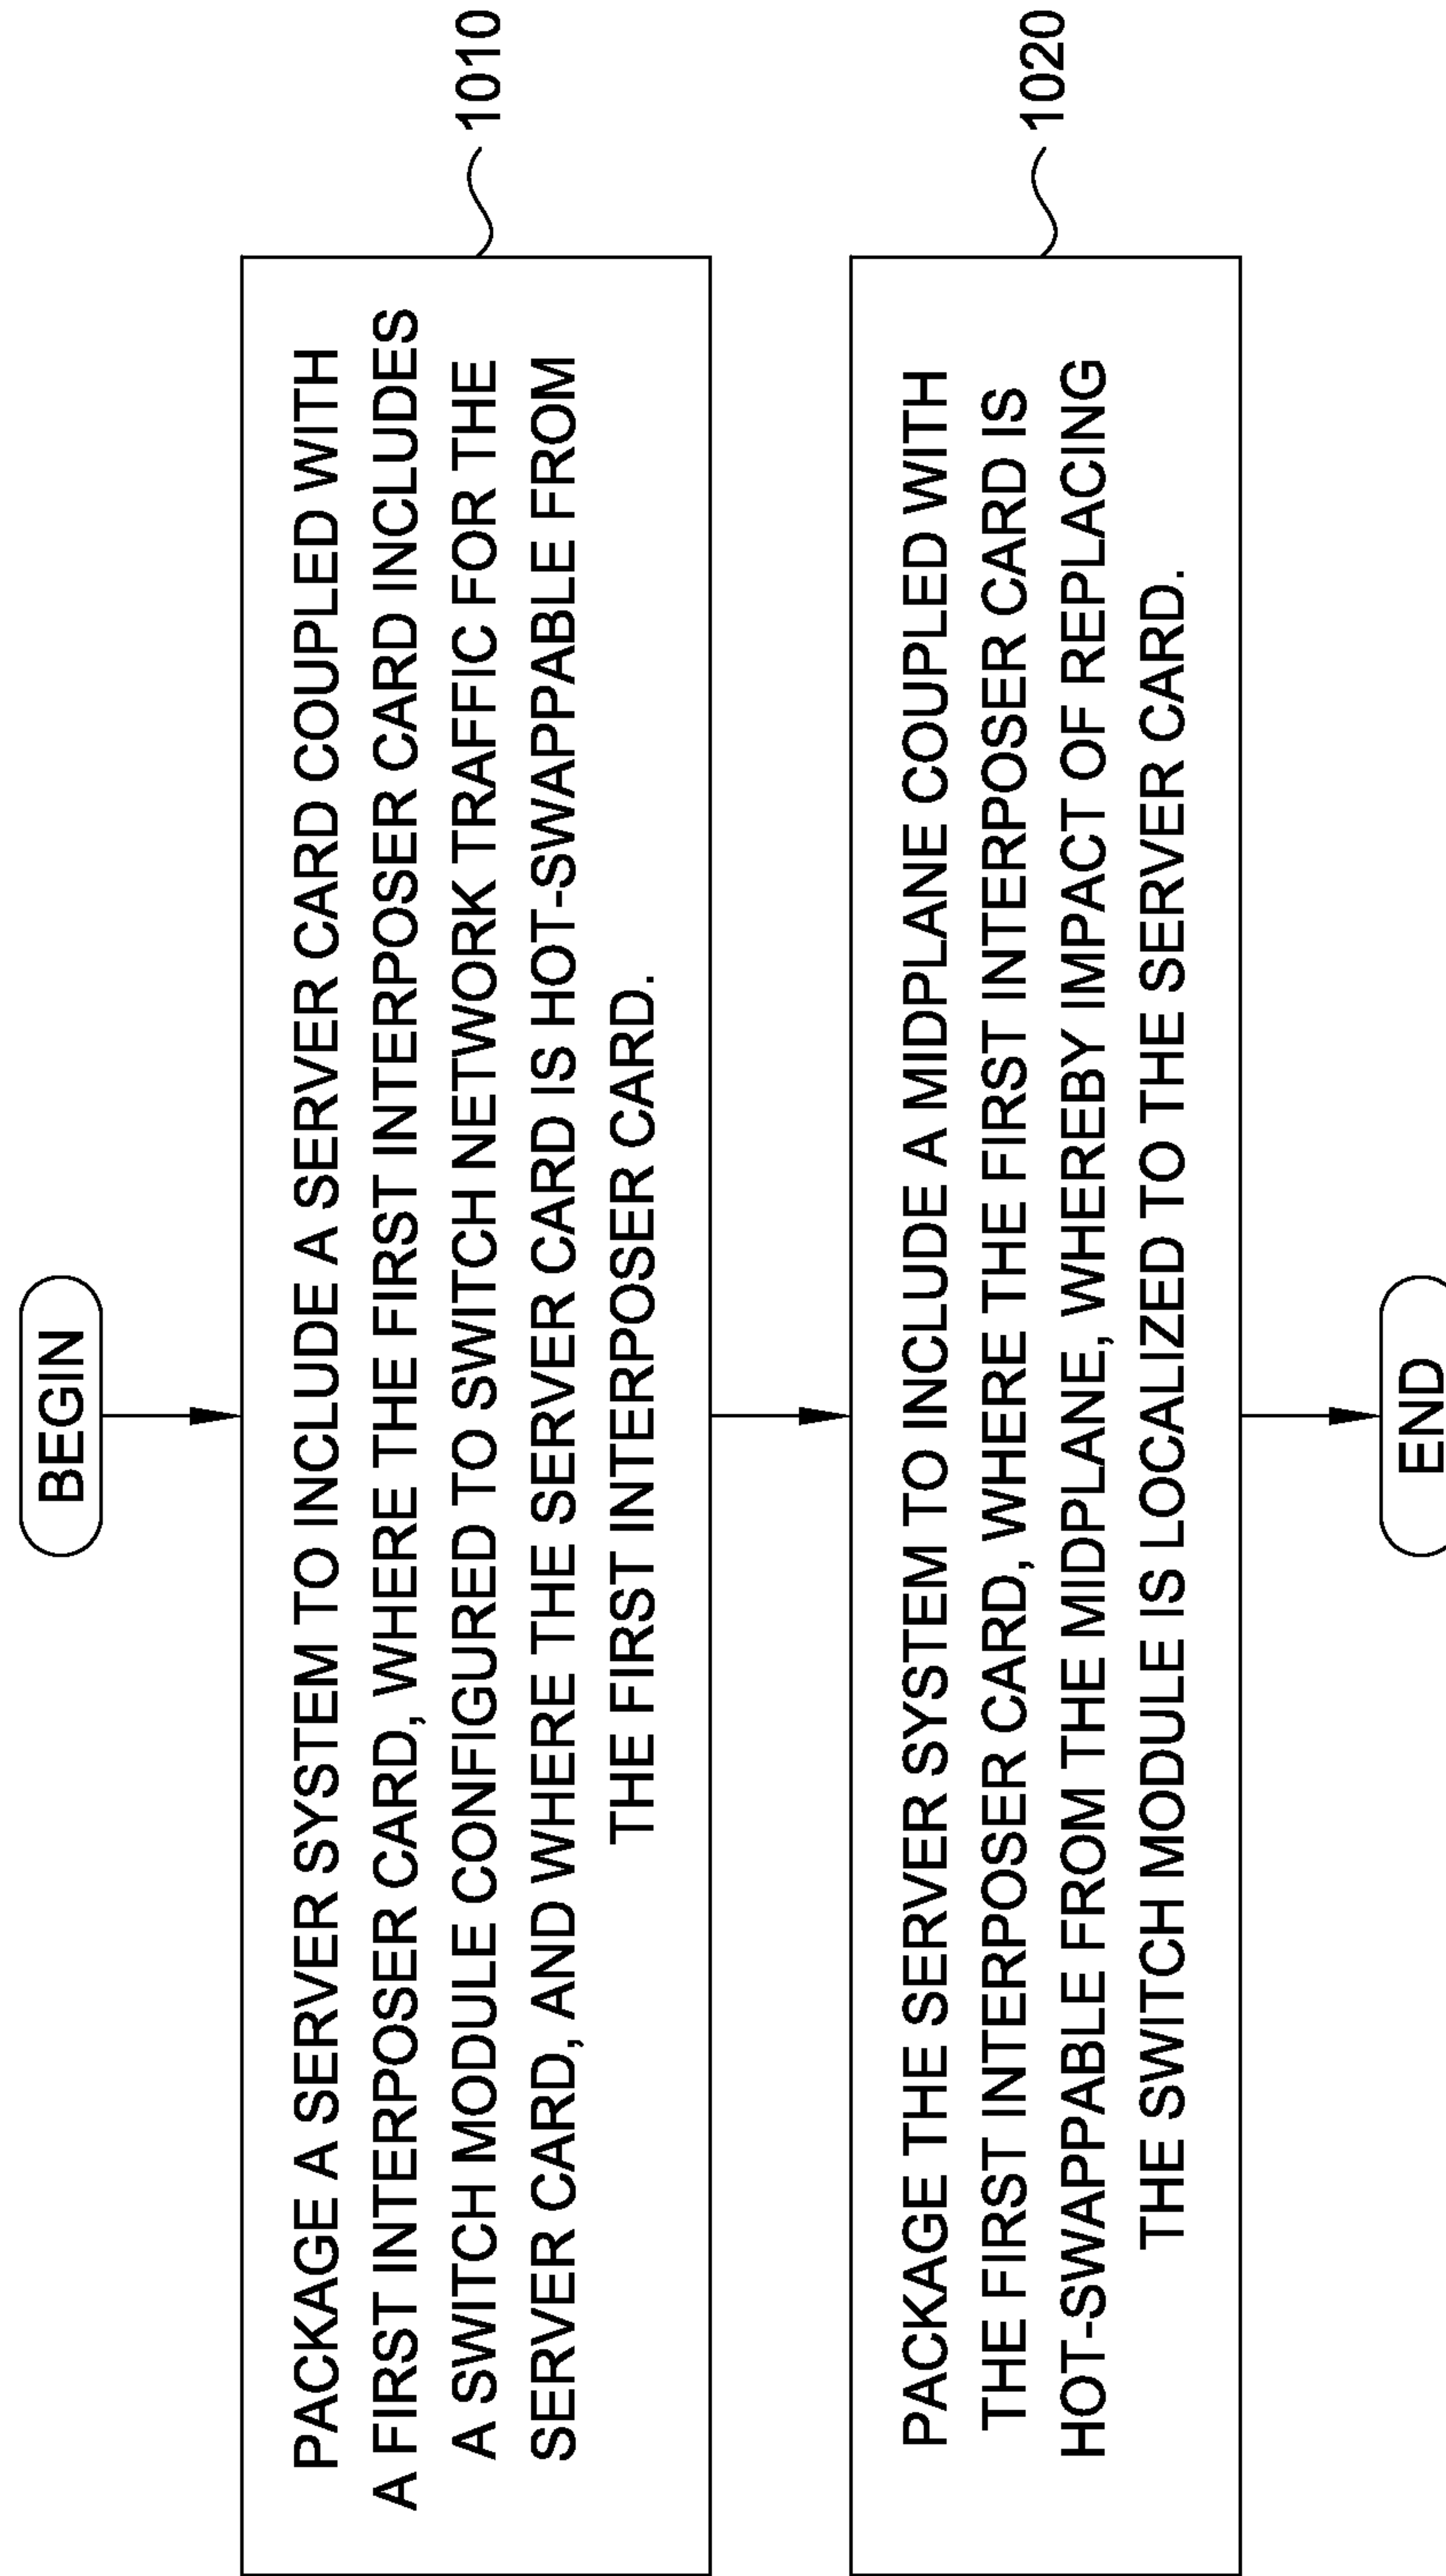 BEGIN
PACKAGE A SERVER SYSTEM TO INCLUDE A SERVER CARD COUPLED WITH
A FIRST INTERPOSER CARD, WHERE THE FIRST INTERPOSER CARD INCLUDES
A SWITCH MODULE CONFIGURED TO SWITCH NETWORK TRAFFIC FOR THE
SERVER CARD, AND WHERE THE SERVER CARD IS HOT-SWAPPABLE FROM
THE FIRST INTERPOSER CARD.
1010
PACKAGE THE SERVER SYSTEM TO INCLUDE A MIDPLANE COUPLED WITH
THE FIRST INTERPOSER CARD, WHERE THE FIRST INTERPOSER CARD IS
HOT-SWAPPABLE FROM THE MIDPLANE, WHEREBY IMPACT OF REPLACING
THE SWITCH MODULE IS LOCALIZED TO THE SERVER CARD.
1020
END